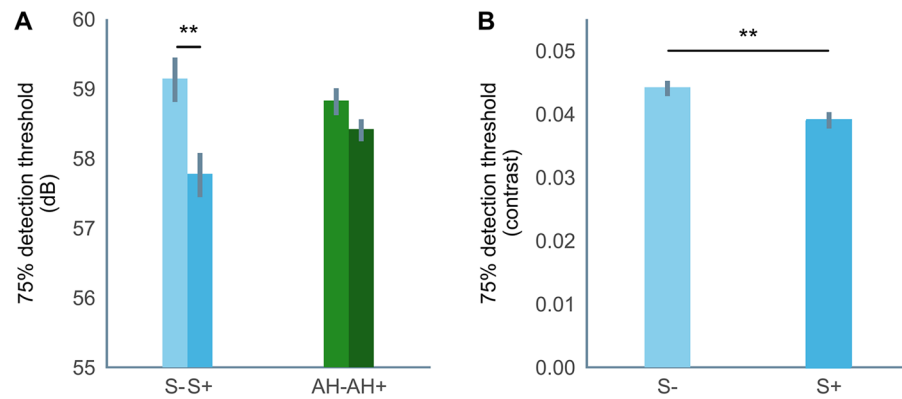 A
75% detection threshold
(dB)
60
59
58
57
56
55
**
S-S+
AH-AH+
B
75% detection threshold
(contrast)
0.05
0.04
0.03
0.02
0.01
0.00
**
S-
S+